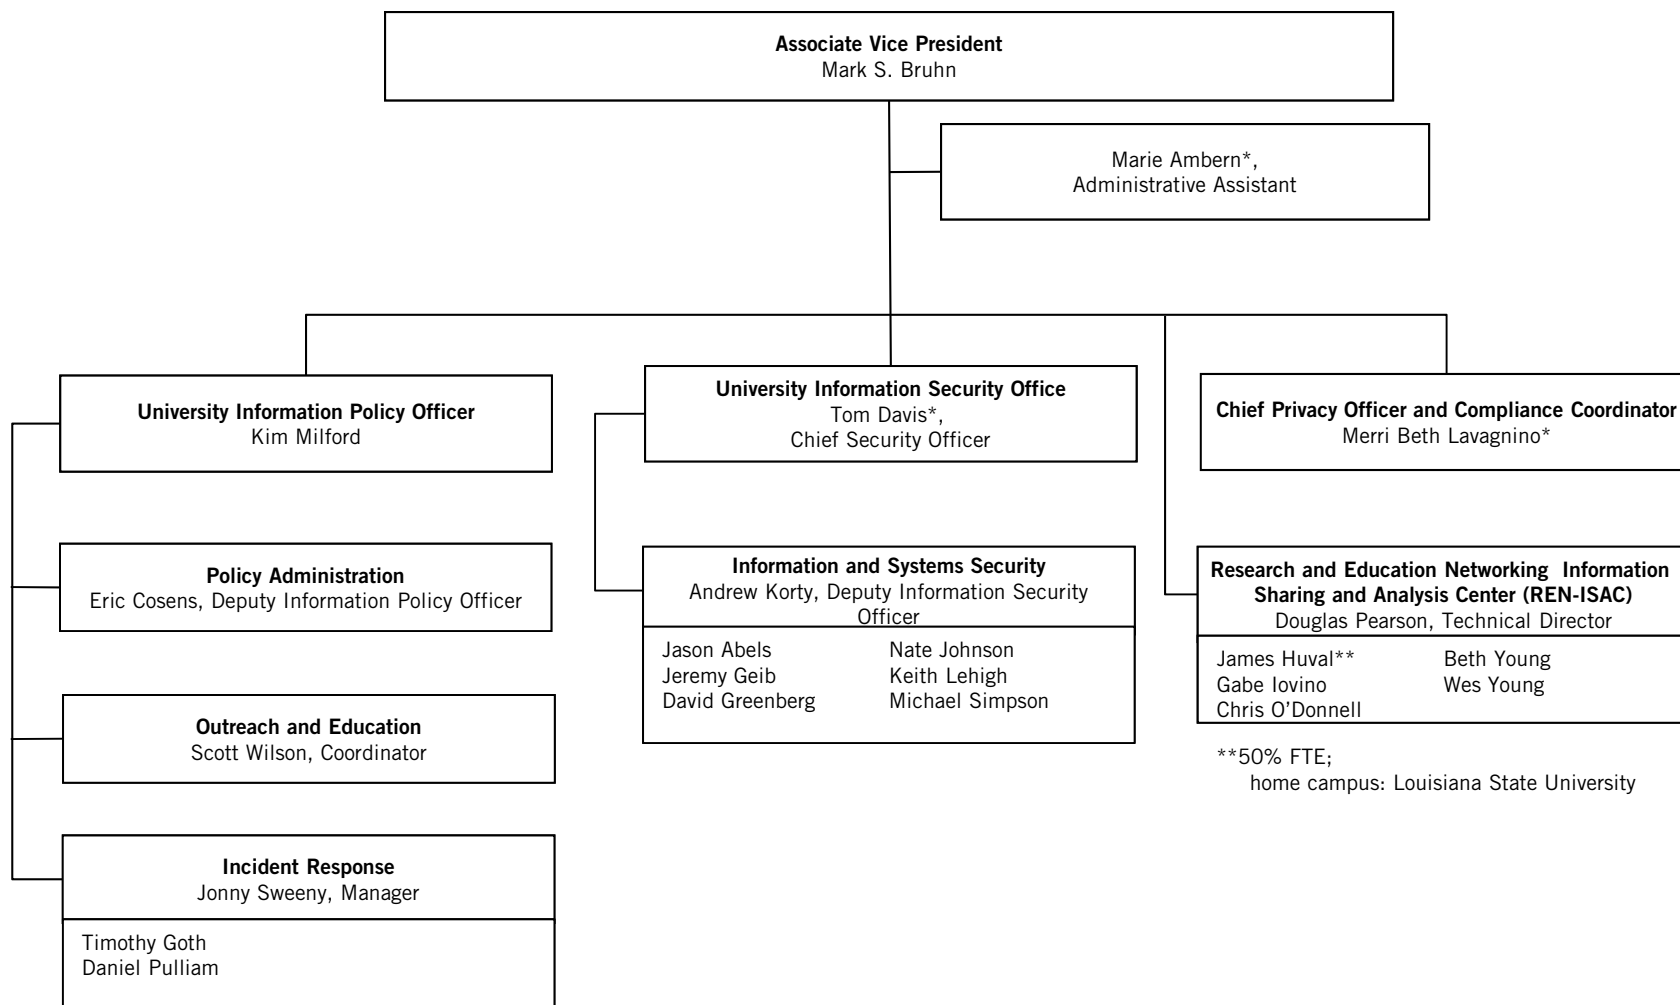 Associate Vice President
Mark S. Bruhn
Marie Ambern*,
Administrative Assistant
University Information Policy Officer
Kim Milford
Policy Administration
Eric Cosens, Deputy Information Policy Officer
Outreach and Education
Scott Wilson, Coordinator
Incident Response
Jonny Sweeny, Manager
Timothy Goth
Daniel Pulliam
University Information Security Office
Tom Davis*,
Chief Security Officer
Information and Systems Security
Andrew Korty, Deputy Information Security
Officer
Jason Abels
Jeremy Geib
David Greenberg
Nate Johnson
Keith Lehigh
Michael Simpson
Chief Privacy Officer and Compliance Coordinator
Merri Beth Lavagnino*
Research and Education Networking Information
Sharing and Analysis Center (REN-ISAC)
Douglas Pearson, Technical Director
James Huval**
Gabe Iovino
Chris O’Donnell
Beth Young
Wes Young
**50% FTE;
home campus: Louisiana State University